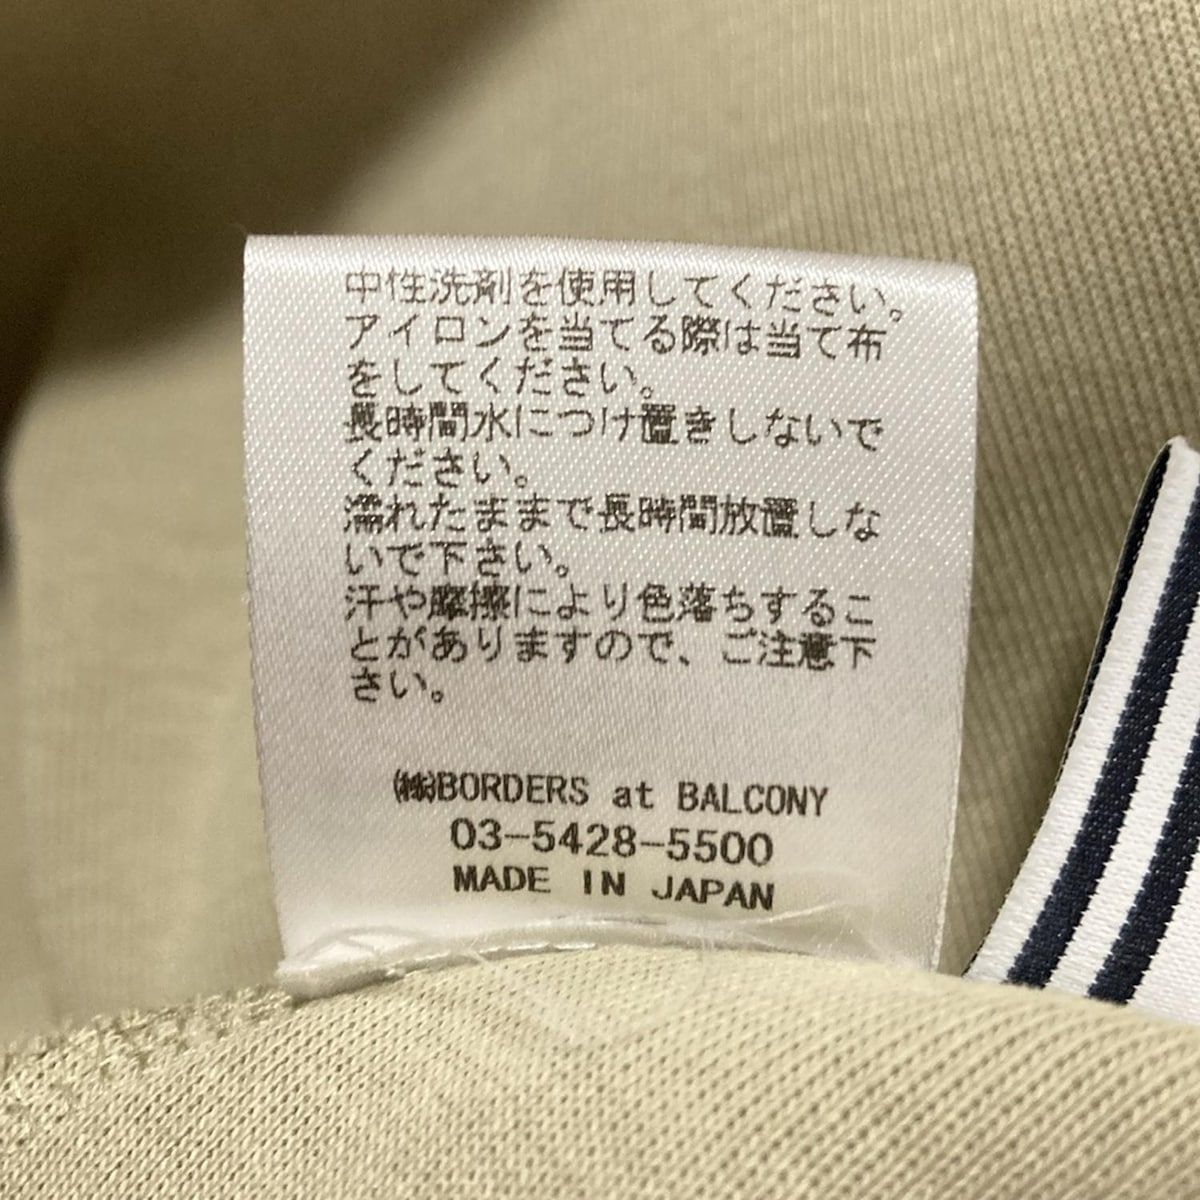 中性洗剤を使用してください。
アイロンを当てる際は当て布
をしてください。
長時間水につけ置きしないで
ください。
濡れたままで長時間放置しな
いで下さい。
汗や摩擦により色落ちするこ
とがありますので、ご注意下
さい。
㈱BORDERS at BALCONY
03-5428-5500
MADE IN JAPAN